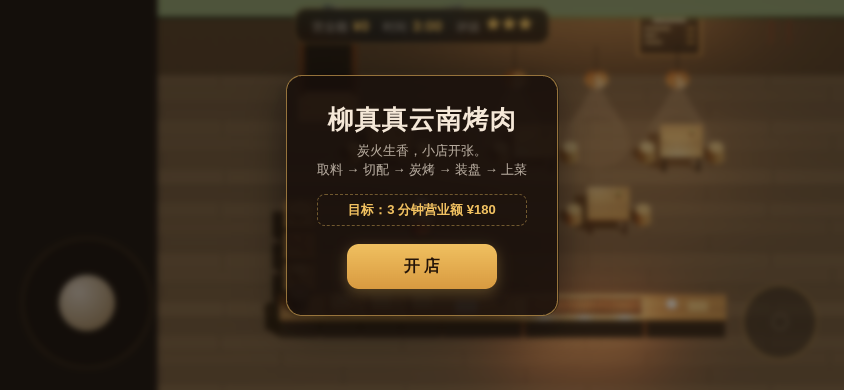 柳真真云南烤肉
炭火生香，小店开张。
取料 → 切配 → 炭烤 → 装盘 → 上菜
目标：3 分钟营业额 ¥180
开 店